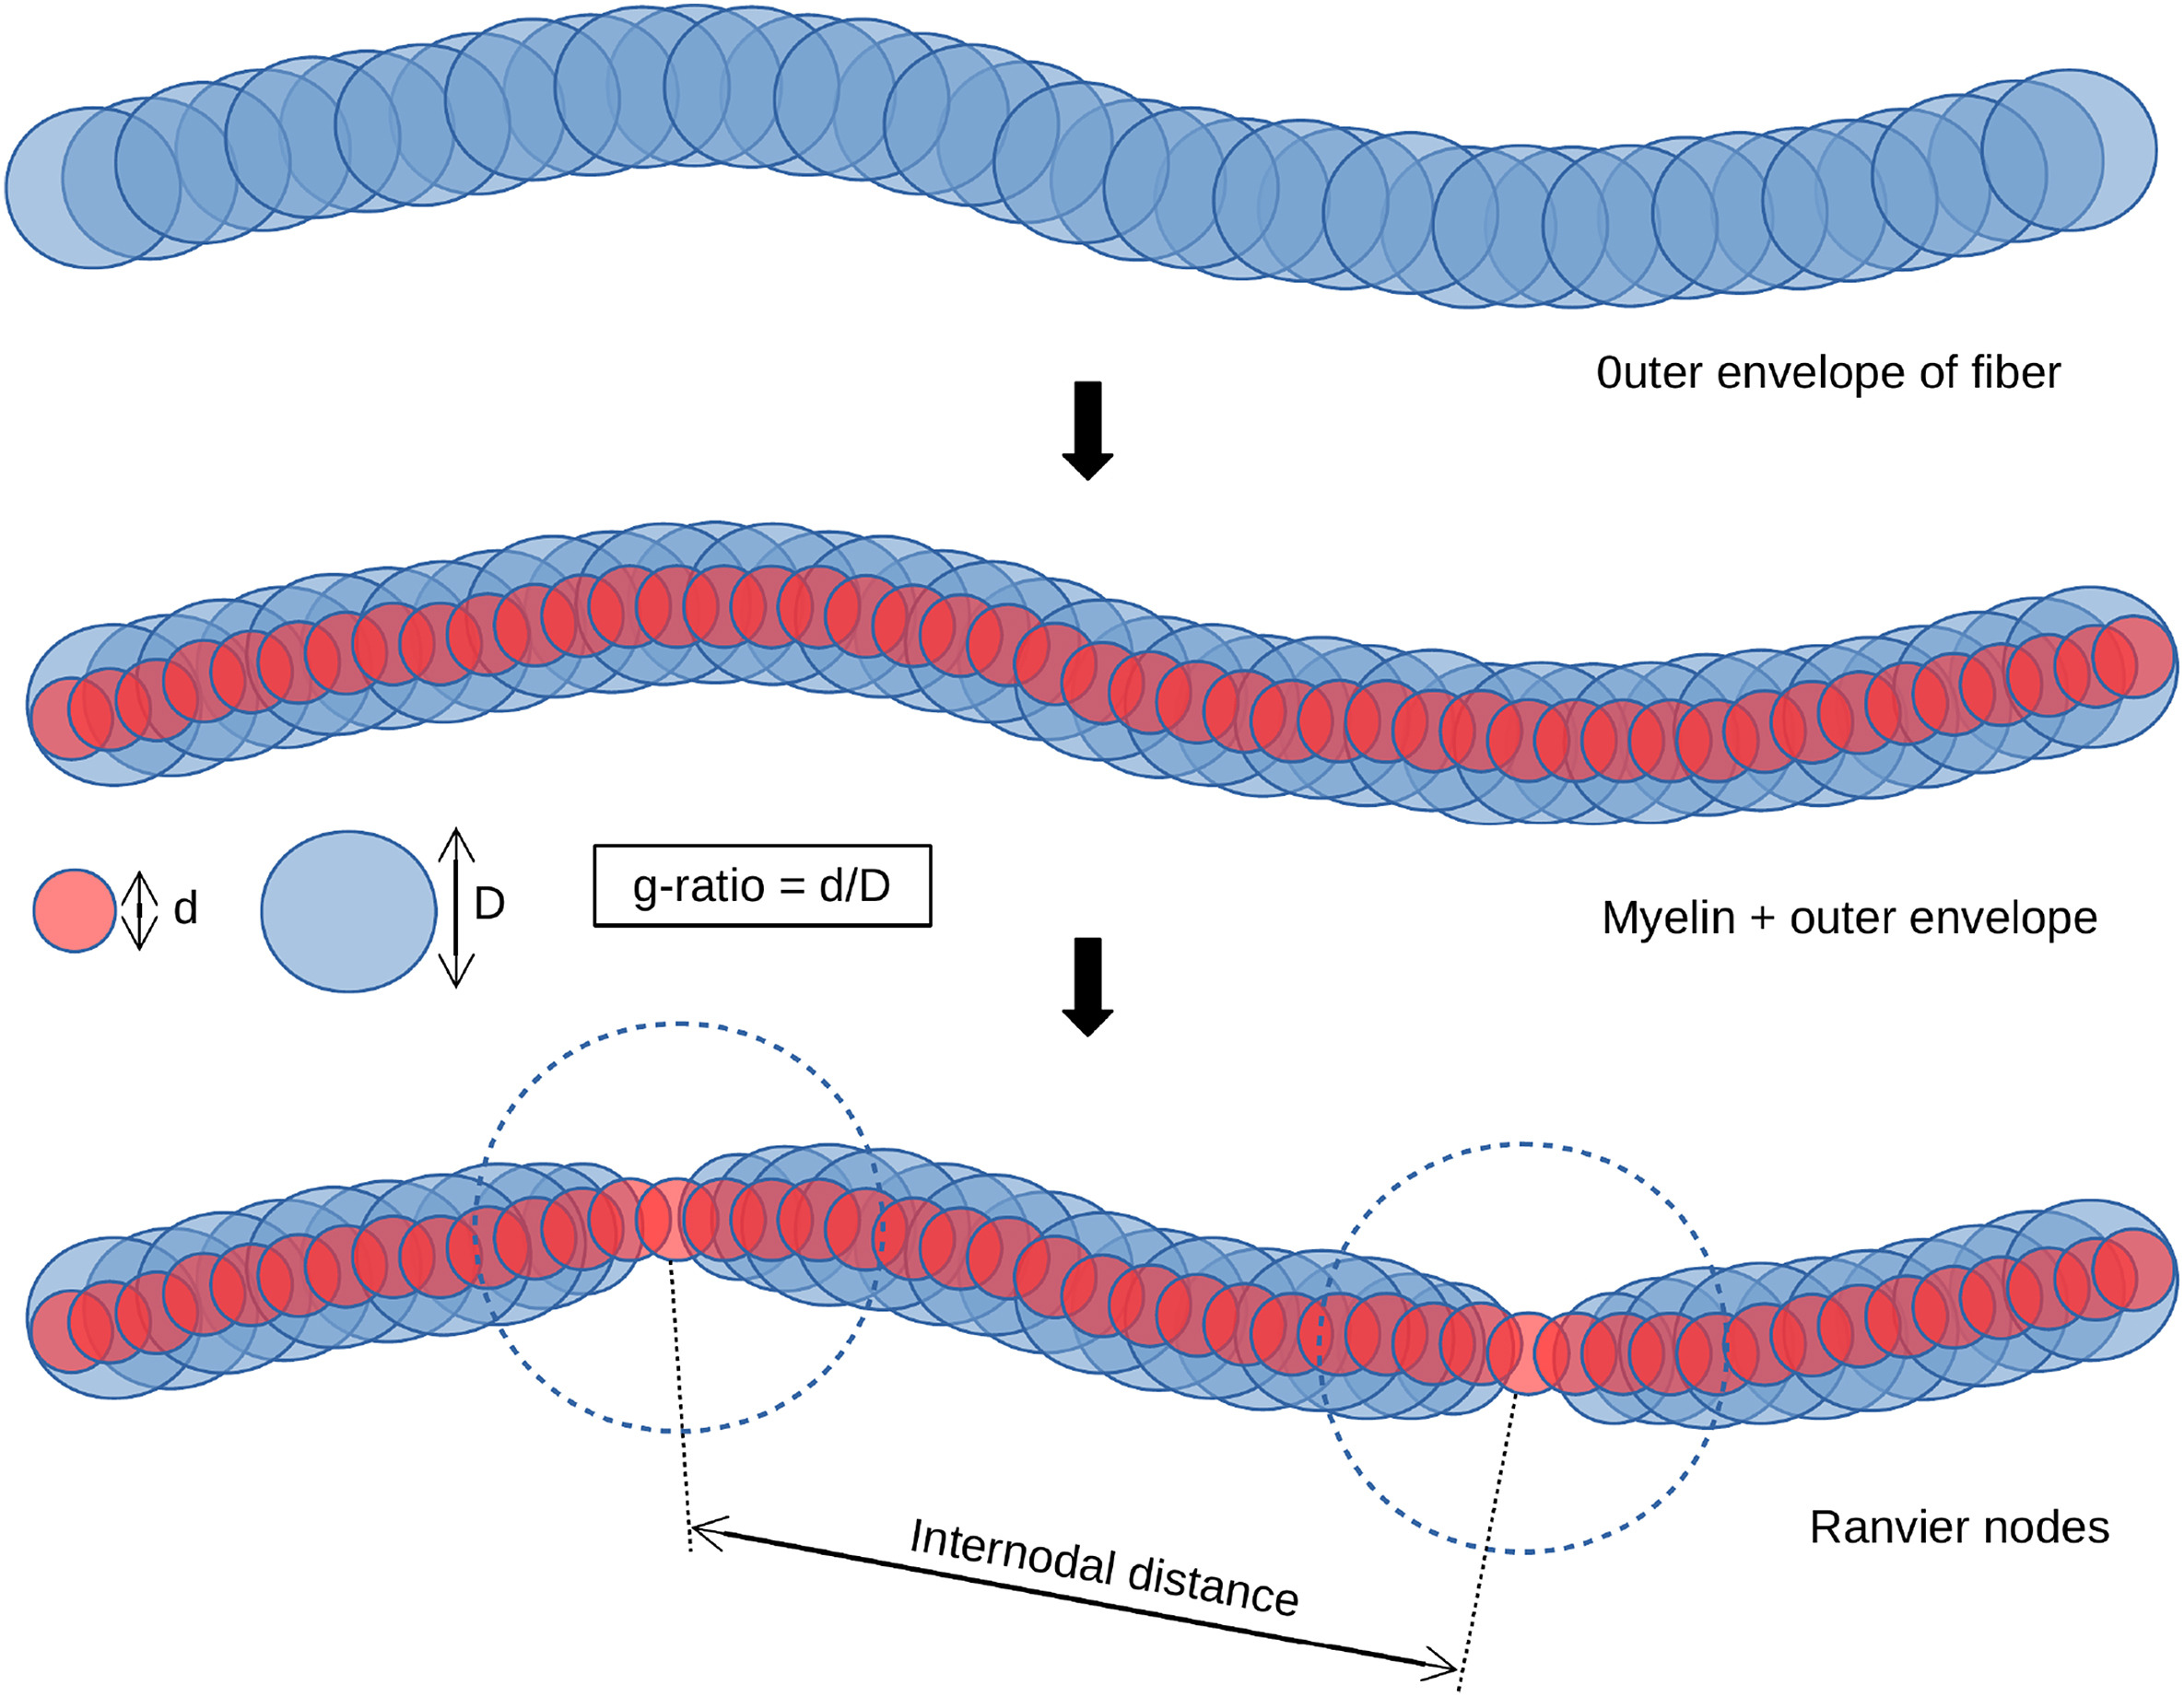 0uter envelope of fiber
d
D
g-ratio = d/D
Myelin + outer envelope
Internodal distance
Ranvier nodes